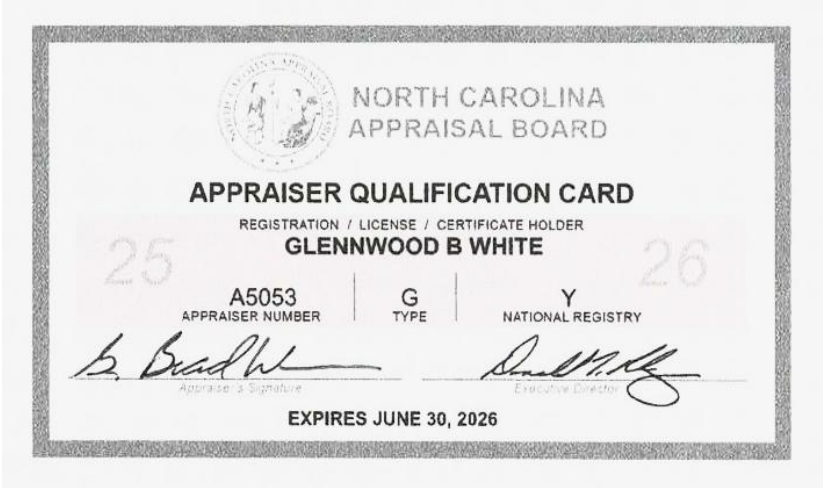 NORTH CAROLINA
APPRAISAL BOARD
APPRAISER QUALIFICATION CARD
REGISTRATION / LICENSE / CERTIFICATE HOLDER
GLENNWOOD B WHITE
25 26
A5053 G Y
APPRAISER NUMBER TYPE NATIONAL REGISTRY
Appraiser's Signature Executive Director
EXPIRES JUNE 30, 2026